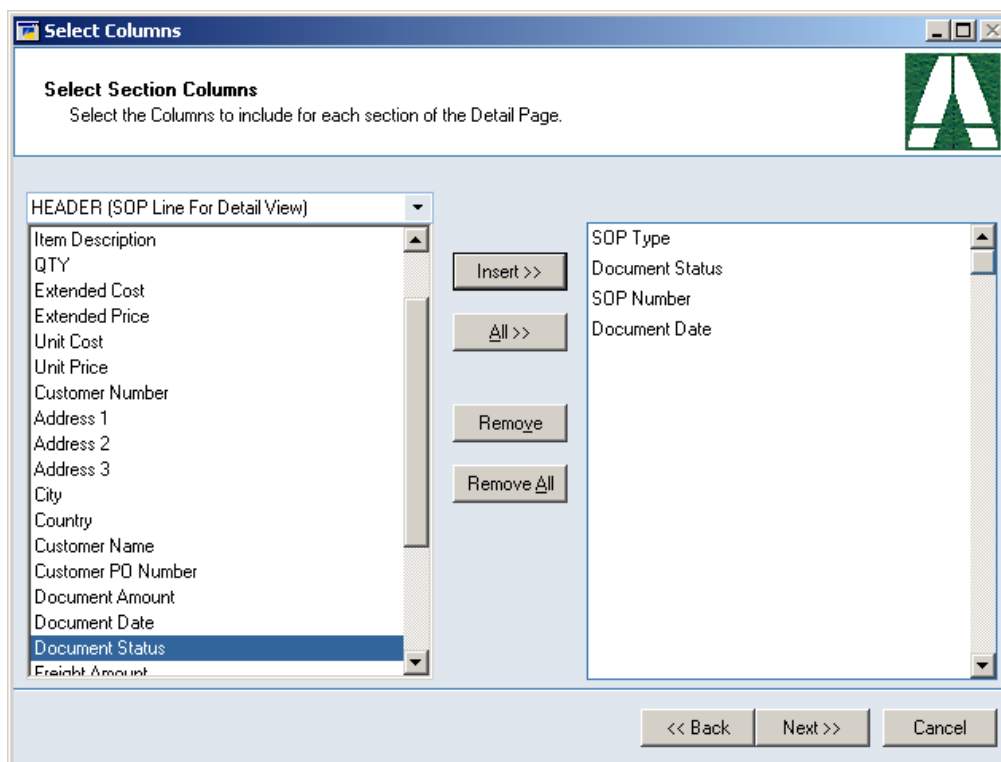 Select Columns
Select Section Columns
Select the Columns to include for each section of the Detail Page.
HEADER (SOP Line For Detail View)
Item Description
QTY
Extended Cost
Extended Price
Unit Cost
Unit Price
Customer Number
Address 1
Address 2
Address 3
City
Country
Customer Name
Customer PO Number
Document Amount
Document Date
Document Status
Freight Amount
Insert >>
All >>
Remove
Remove All
SOP Type
Document Status
SOP Number
Document Date
<< Back
Next >>
Cancel